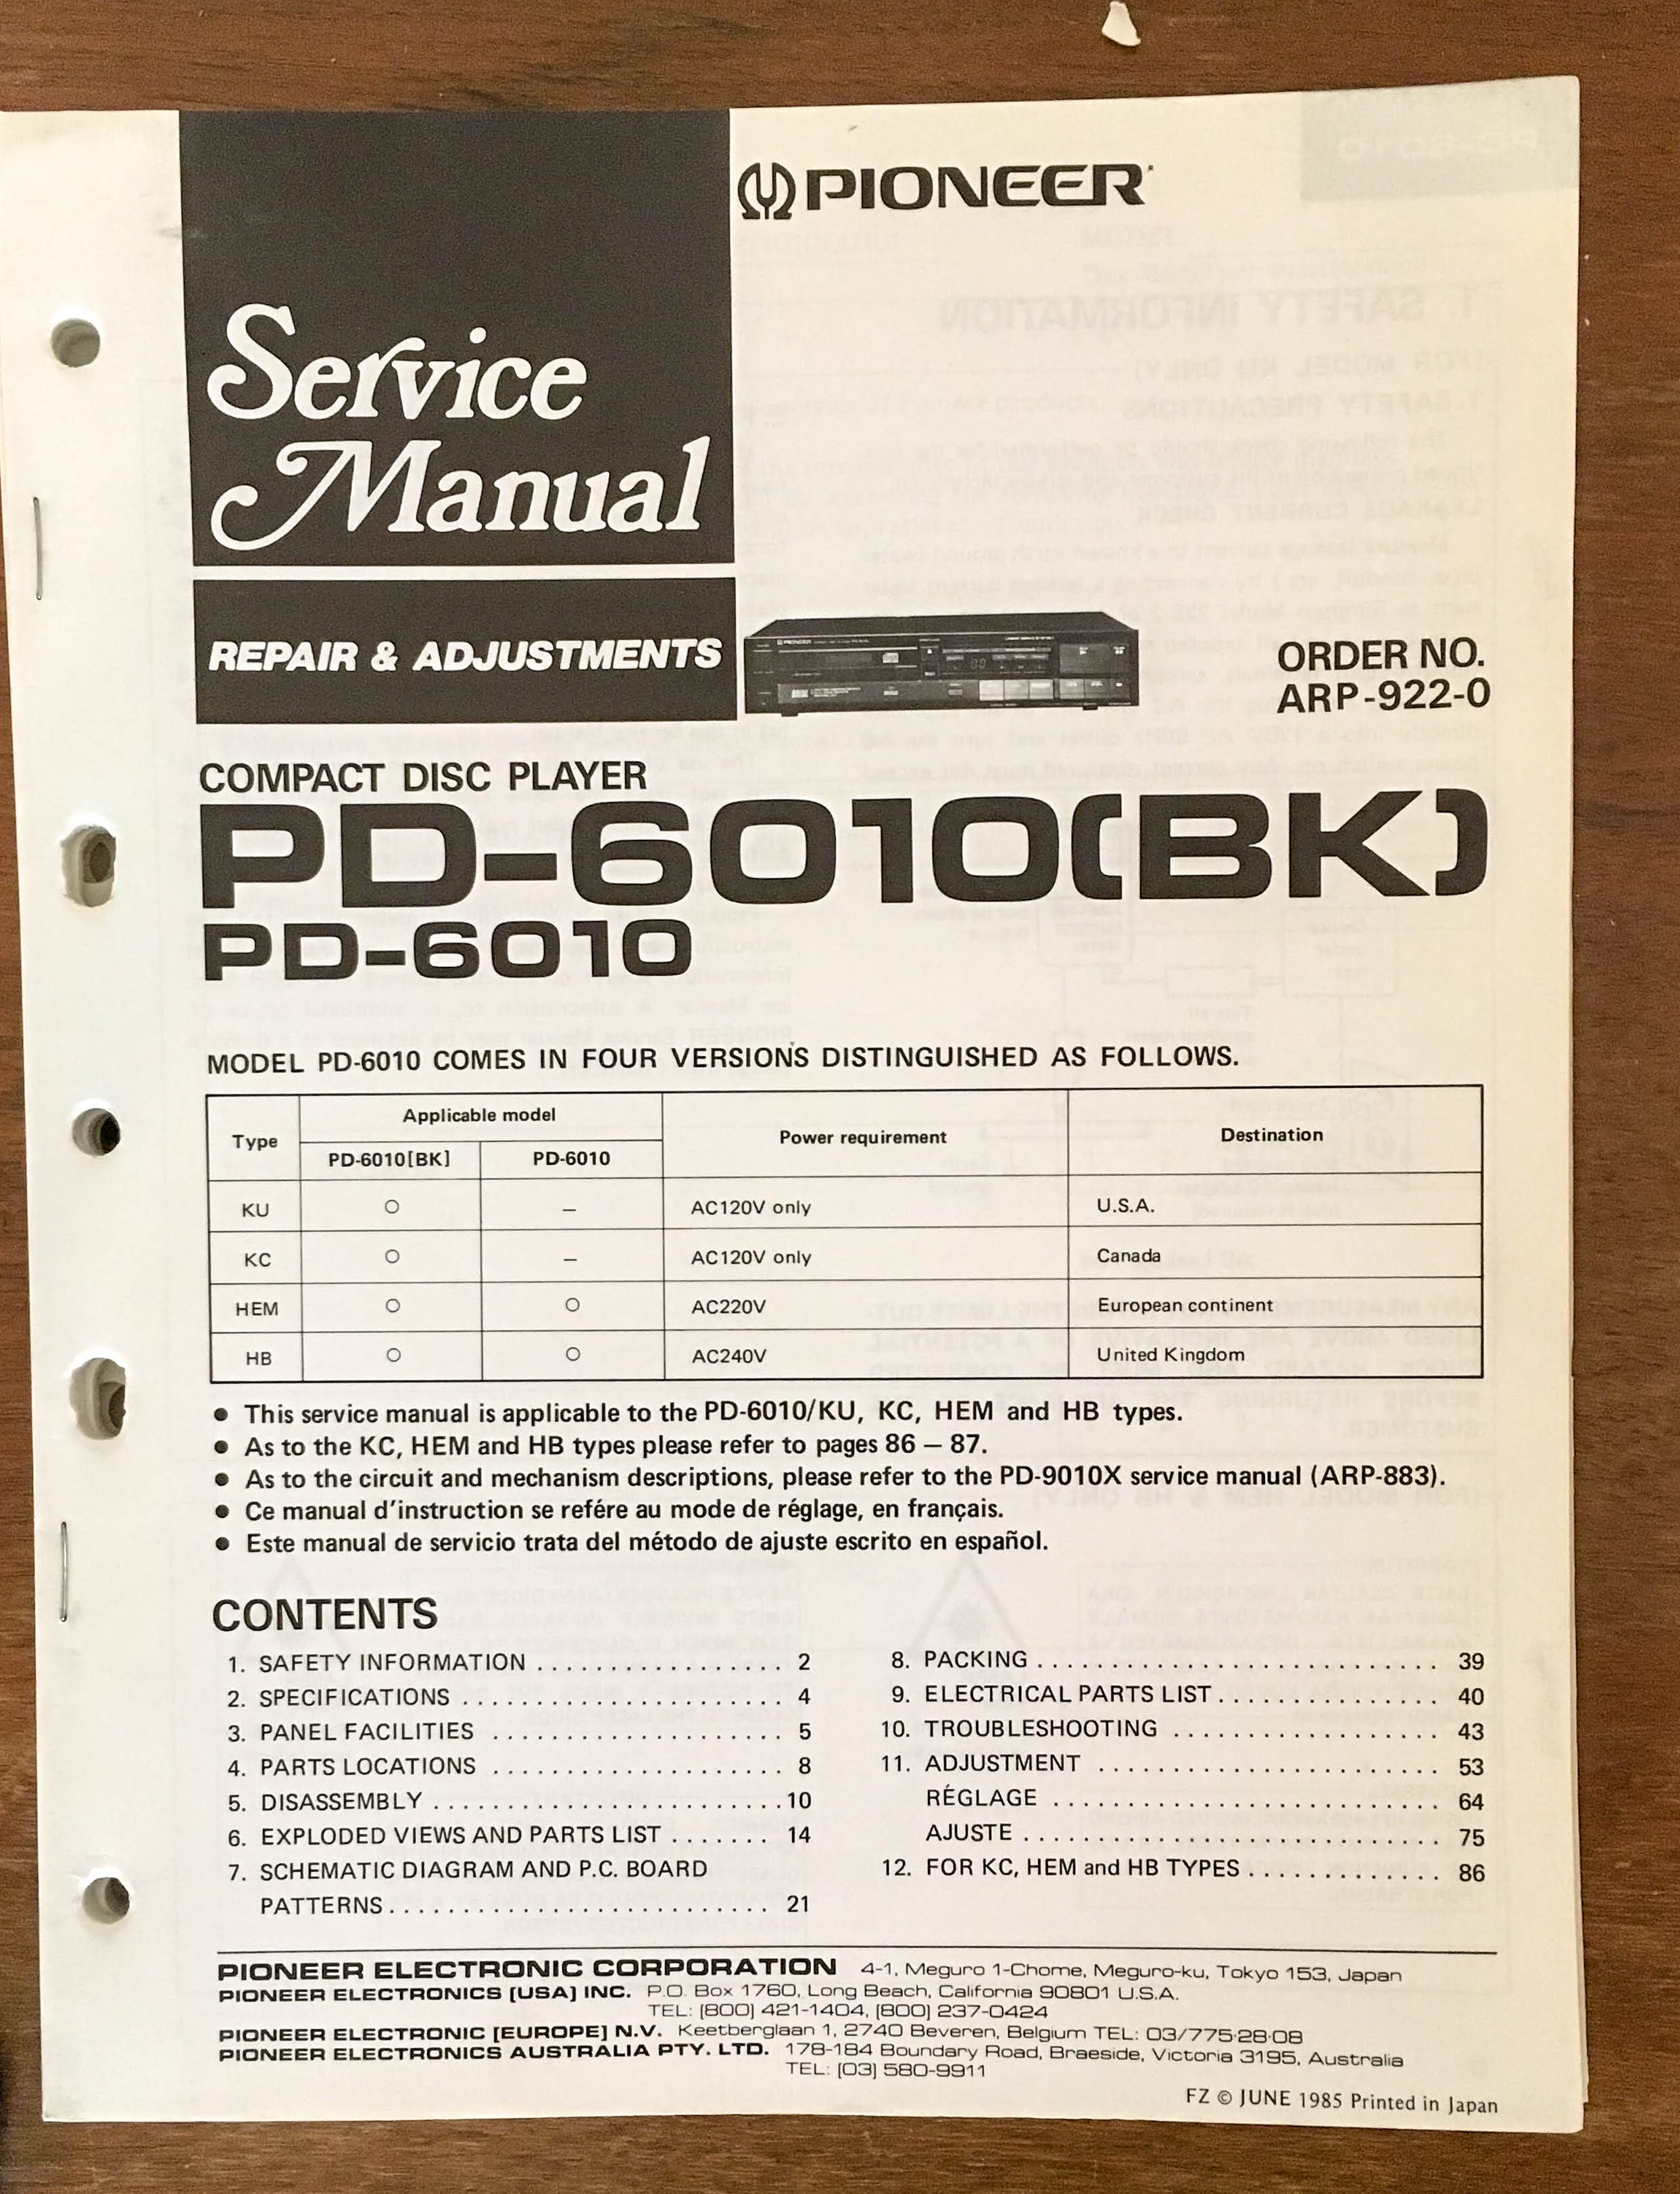 PIONEER
Service
Manual
REPAIR & ADJUSTMENTS
ORDER NO.
ARP-922-0
COMPACT DISC PLAYER
PD-6010(BK)
PD-6010
MODEL PD-6010 COMES IN FOUR VERSIONS DISTINGUISHED AS FOLLOWS.
Type Applicable model Power requirement Destination
PD-6010[BK] PD-6010
KU ○ – AC120V only U.S.A.
KC ○ – AC120V only Canada
HEM ○ ○ AC220V European continent
HB ○ ○ AC240V United Kingdom
● This service manual is applicable to the PD-6010/KU, KC, HEM and HB types.
● As to the KC, HEM and HB types please refer to pages 86 – 87.
● As to the circuit and mechanism descriptions, please refer to the PD-9010X service manual (ARP-883).
● Ce manual d'instruction se refére au mode de réglage, en français.
● Este manual de servicio trata del método de ajuste escrito en español.
CONTENTS
1. SAFETY INFORMATION . . . . . . . . . . . . . . . . . 2
2. SPECIFICATIONS . . . . . . . . . . . . . . . . . . . . . . . 4
3. PANEL FACILITIES . . . . . . . . . . . . . . . . . . . . 5
4. PARTS LOCATIONS . . . . . . . . . . . . . . . . . . . . 8
5. DISASSEMBLY . . . . . . . . . . . . . . . . . . . . . . . . 10
6. EXPLODED VIEWS AND PARTS LIST . . . . . . . 14
7. SCHEMATIC DIAGRAM AND P.C. BOARD
PATTERNS . . . . . . . . . . . . . . . . . . . . . . . . . . 21
8. PACKING . . . . . . . . . . . . . . . . . . . . . . . . . . . . 39
9. ELECTRICAL PARTS LIST . . . . . . . . . . . . . . . . 40
10. TROUBLESHOOTING . . . . . . . . . . . . . . . . . . . 43
11. ADJUSTMENT . . . . . . . . . . . . . . . . . . . . . . . . 53
RÉGLAGE . . . . . . . . . . . . . . . . . . . . . . . . . . . 64
AJUSTE . . . . . . . . . . . . . . . . . . . . . . . . . . . . . 75
12. FOR KC, HEM and HB TYPES . . . . . . . . . . . . . 86
PIONEER ELECTRONIC CORPORATION 4-1, Meguro 1-Chome, Meguro-ku, Tokyo 153, Japan
PIONEER ELECTRONICS [USA] INC. P.O. Box 1760, Long Beach, California 90801 U.S.A.
TEL: (800) 421-1404, (800) 237-0424
PIONEER ELECTRONIC [EUROPE] N.V. Keetberglaan 1, 2740 Beveren, Belgium TEL: 03/775·28·08
PIONEER ELECTRONICS AUSTRALIA PTY. LTD. 178-184 Boundary Road, Braeside, Victoria 3195, Australia
TEL: (03) 580-9911
FZ © JUNE 1985 Printed in Japan